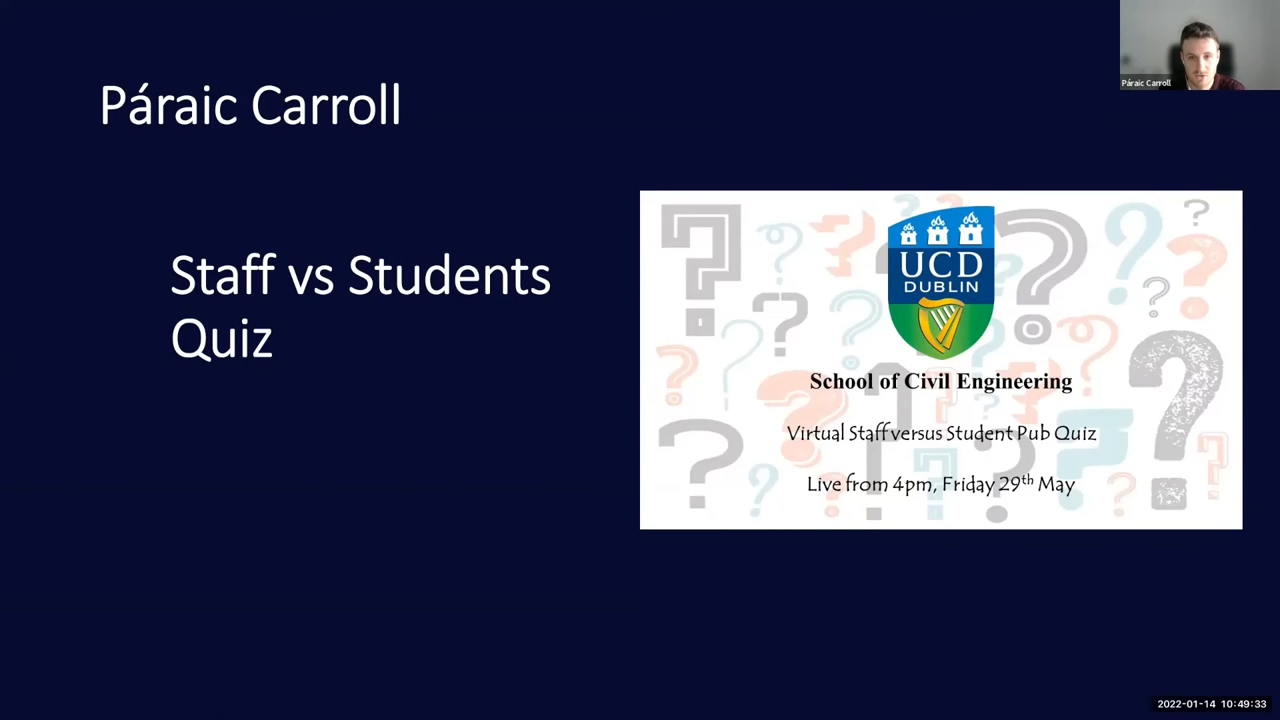 Páraic Carroll
Páraic Carroll
Staff vs Students
Quiz
UCD
DUBLIN
School of Civil Engineering
Virtual Staff versus Student Pub Quiz
Live from 4pm, Friday 29th May
2022-01-14 10:49:33